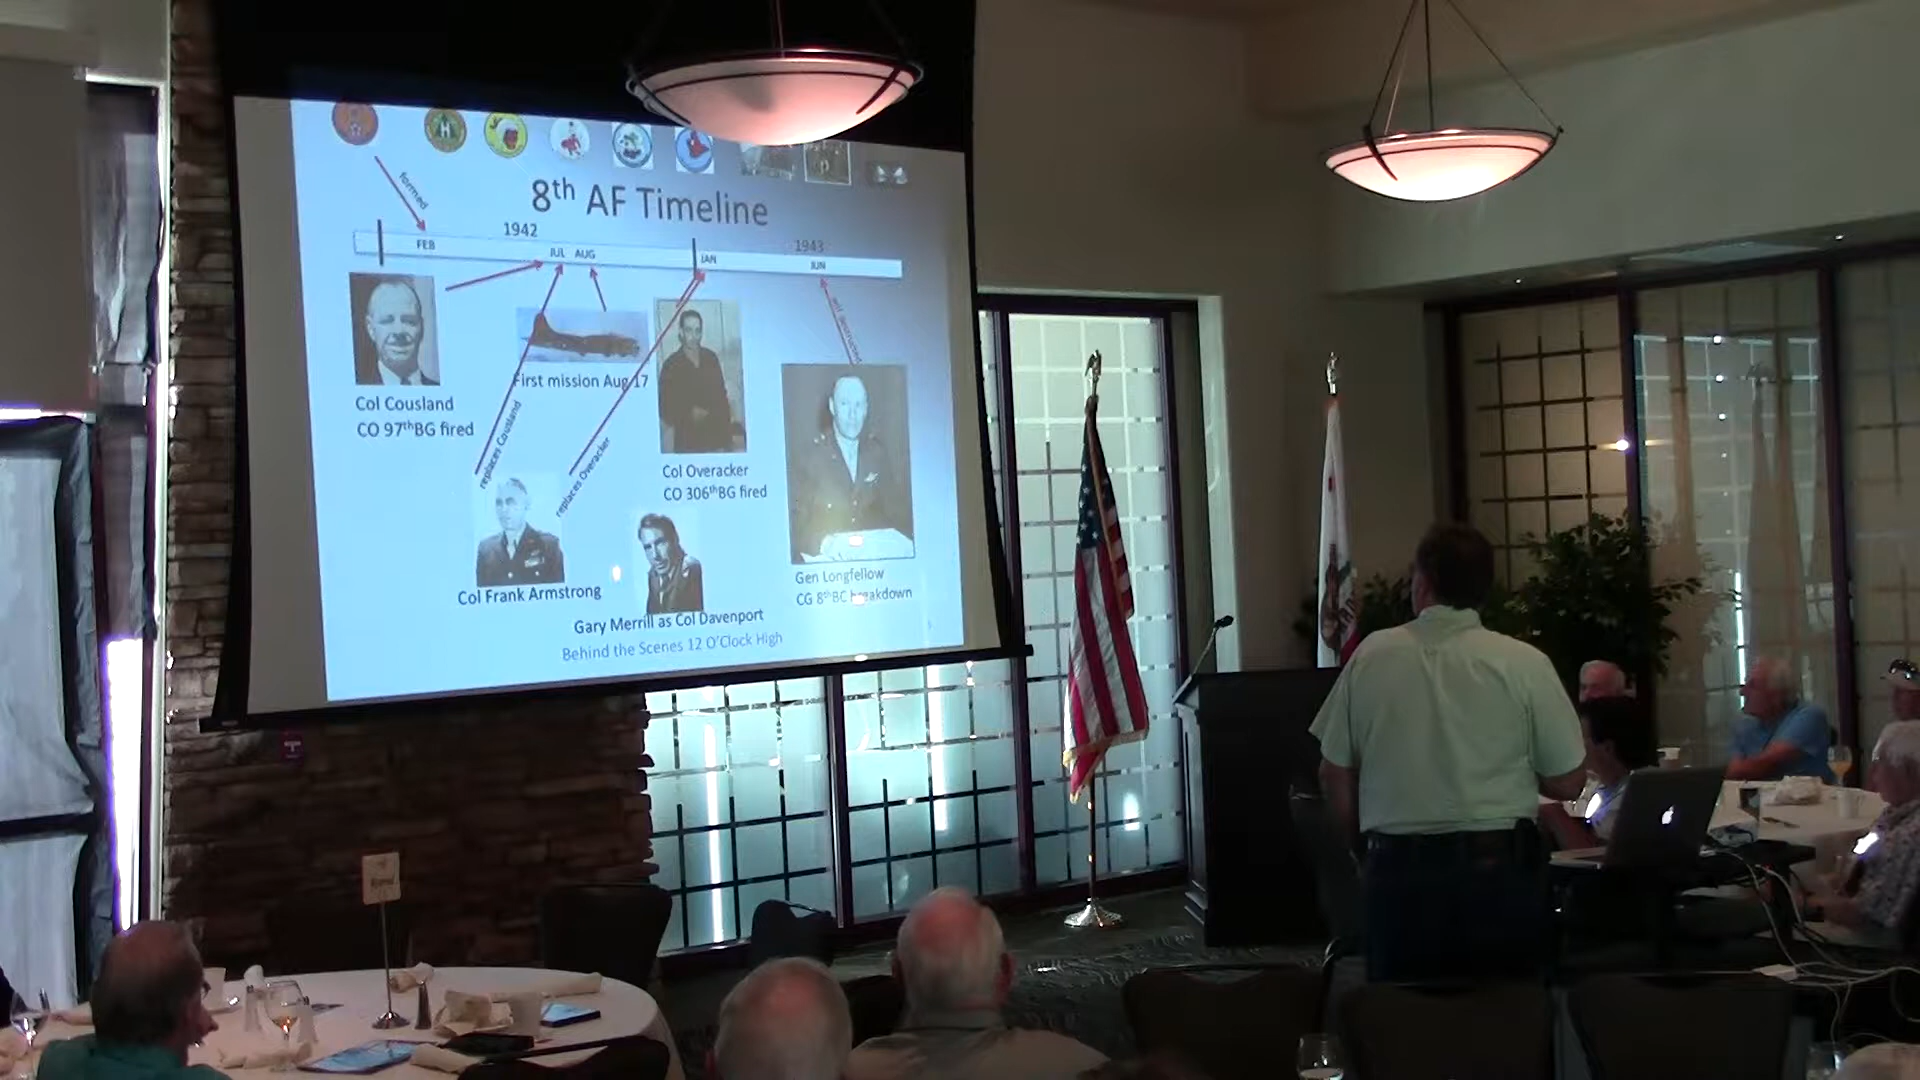 formed
8th AF Timeline
1942
1943
FEB
JUL AUG
JAN
JUN
First mission Aug 17
Col Cousland
CO 97thBG fired
replaces Cousland
replaces Overacker
Col Overacker
CO 306thBG fired
Col Frank Armstrong
Gen Longfellow
CG 8thBC breakdown
Gary Merrill as Col Davenport
Behind the Scenes 12 O'Clock High